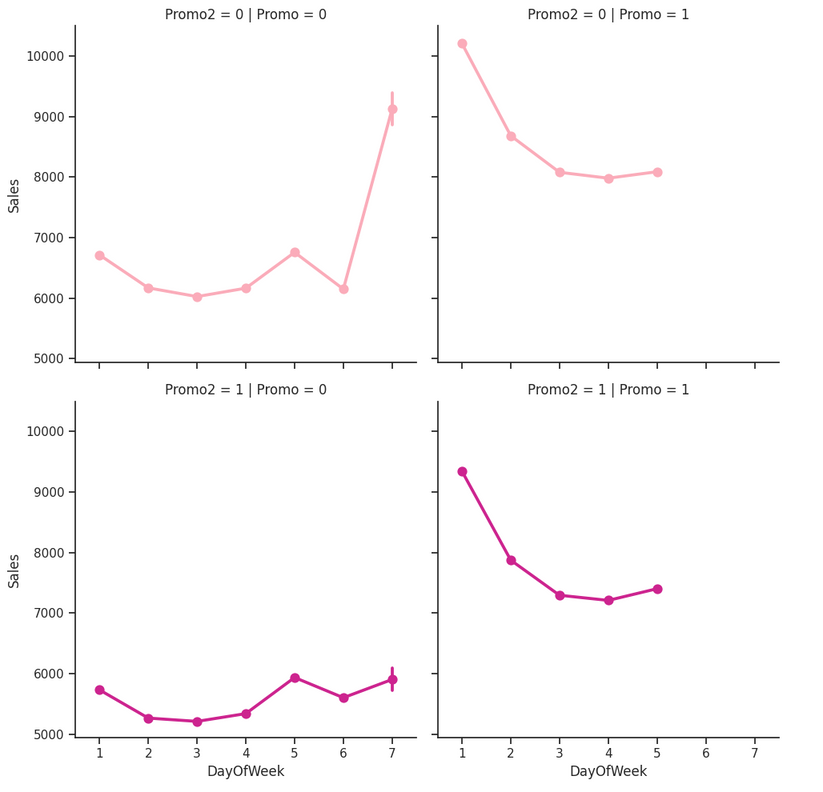 Promo2 = 0 | Promo = 0
Promo2 = 0 | Promo = 1
10000
9000
8000
7000
6000
5000
Sales
Promo2 = 1 | Promo = 0
Promo2 = 1 | Promo = 1
10000
9000
8000
7000
6000
5000
Sales
1 2 3 4 5 6 7
DayOfWeek
1 2 3 4 5 6 7
DayOfWeek